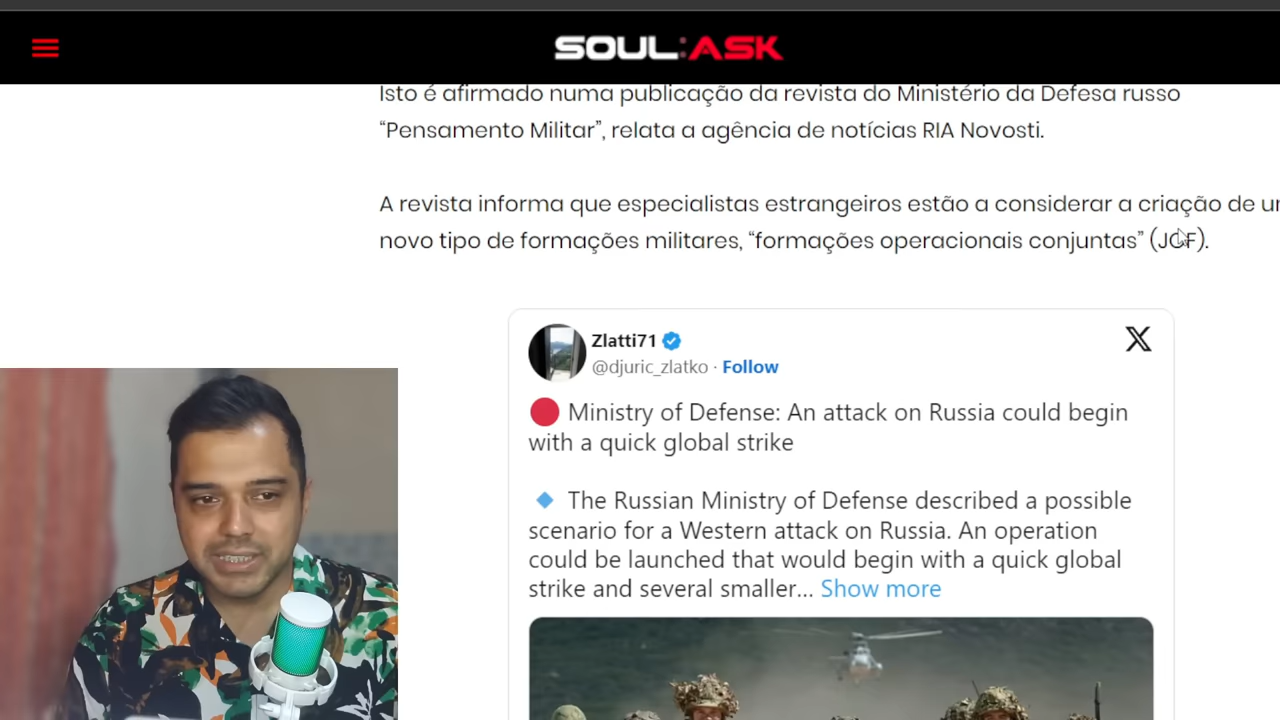 SOUL:ASK
Isto é afirmado numa publicação da revista do Ministério da Defesa russo
“Pensamento Militar”, relata a agência de notícias RIA Novosti.
A revista informa que especialistas estrangeiros estão a considerar a criação de
novo tipo de formações militares, “formações operacionais conjuntas” (JOF).
Zlatti71
@djuric_zlatko · Follow
Ministry of Defense: An attack on Russia could begin
with a quick global strike
The Russian Ministry of Defense described a possible
scenario for a Western attack on Russia. An operation
could be launched that would begin with a quick global
strike and several smaller... Show more